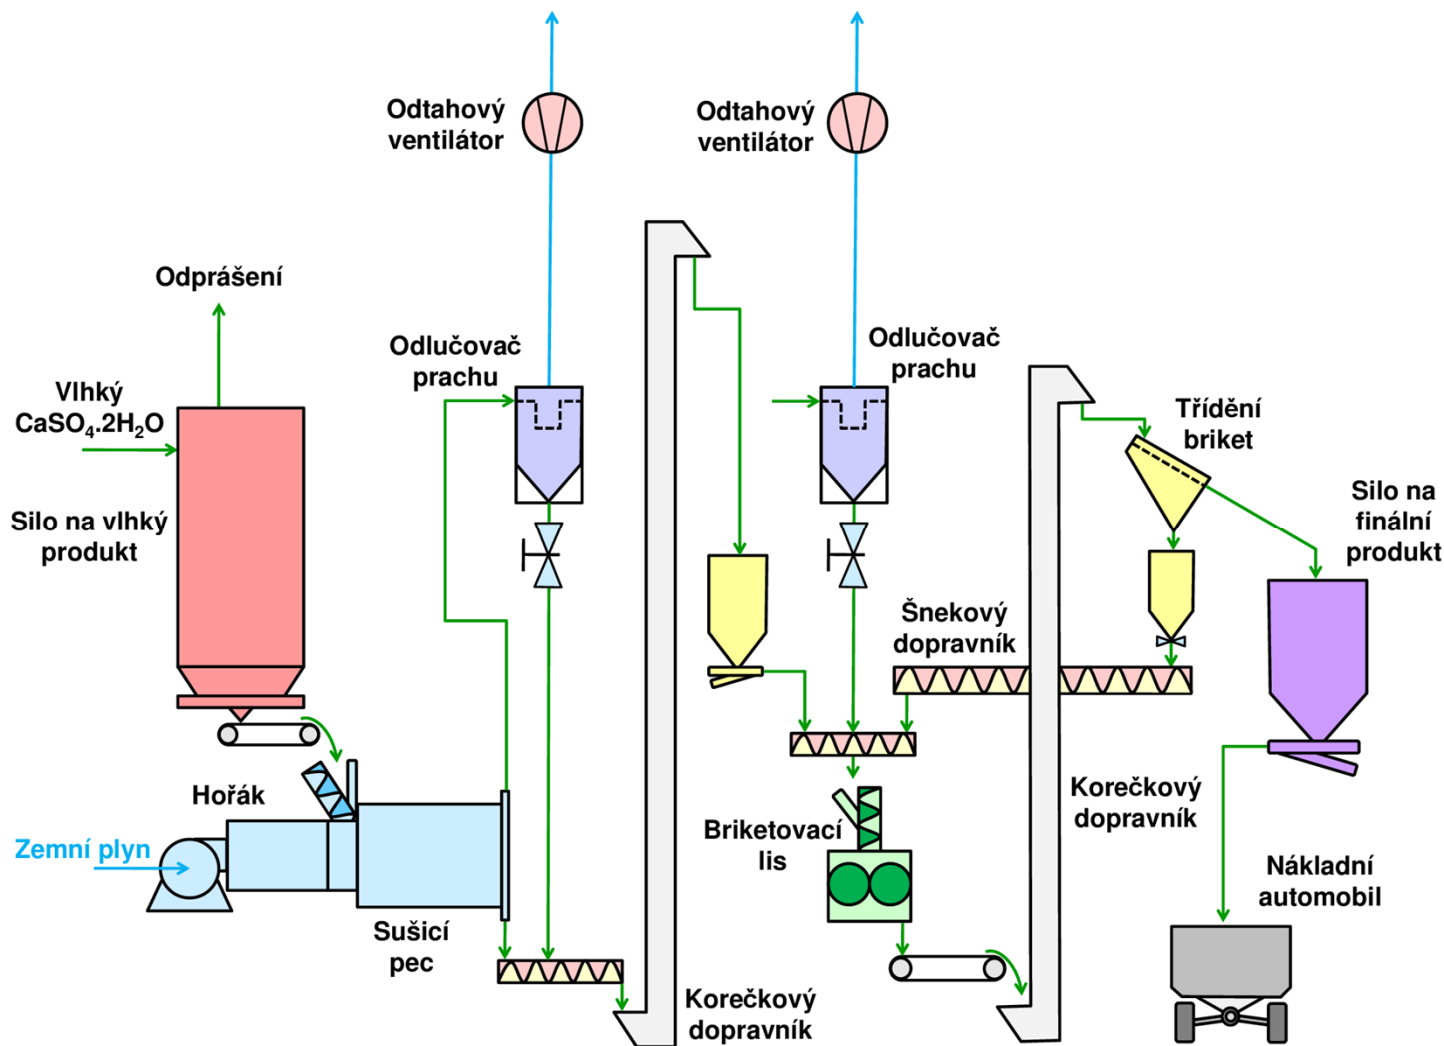 Odtahový
ventilátor
Odtahový
ventilátor
Odprášení
Odlučovač
prachu
Odlučovač
prachu
Vlhký
CaSO₄.2H₂O
Třídění
briket
Silo na vlhký
produkt
Silo na
finální
produkt
Šnekový
dopravník
Hořák
Zemní plyn
Briketovací
lis
Korečkový
dopravník
Nákladní
automobil
Sušicí
pec
Korečkový
dopravník